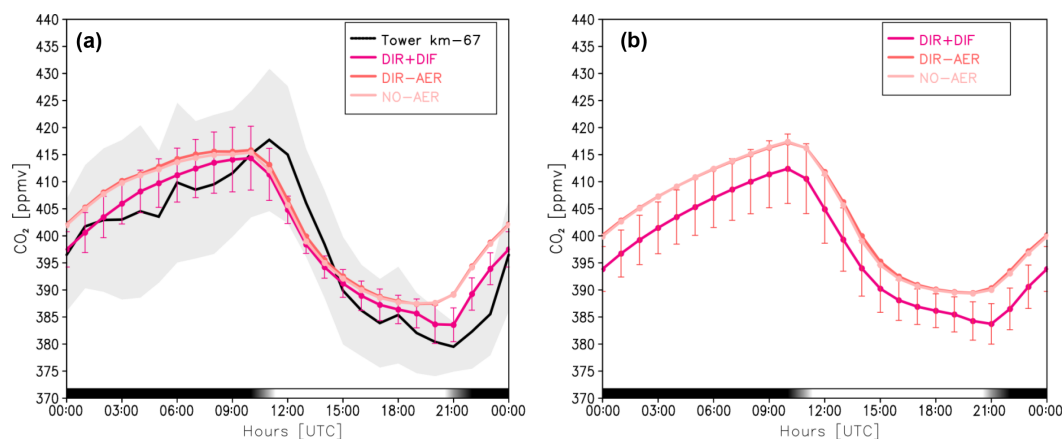 (a)
Tower km-67
DIR+DIF
DIR-AER
NO-AER
CO₂ [ppmv]
440
435
430
425
420
415
410
405
400
395
390
385
380
375
370
00:00 03:00 06:00 09:00 12:00 15:00 18:00 21:00 00:00
Hours [UTC]
(b)
DIR+DIF
DIR-AER
NO-AER
CO₂ [ppmv]
440
435
430
425
420
415
410
405
400
395
390
385
380
375
370
00:00 03:00 06:00 09:00 12:00 15:00 18:00 21:00 00:00
Hours [UTC]